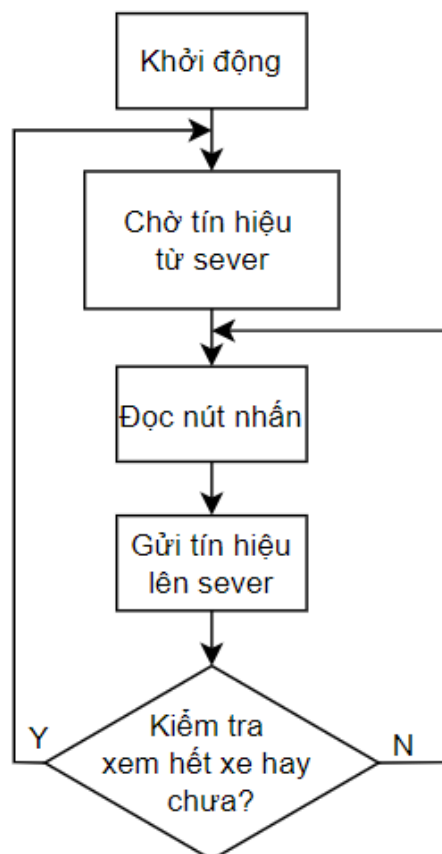 Khởi động
Chờ tín hiệu
từ sever
Đọc nút nhấn
Gửi tín hiệu
lên sever
Kiểm tra
xem hết xe hay
chưa?
Y
N